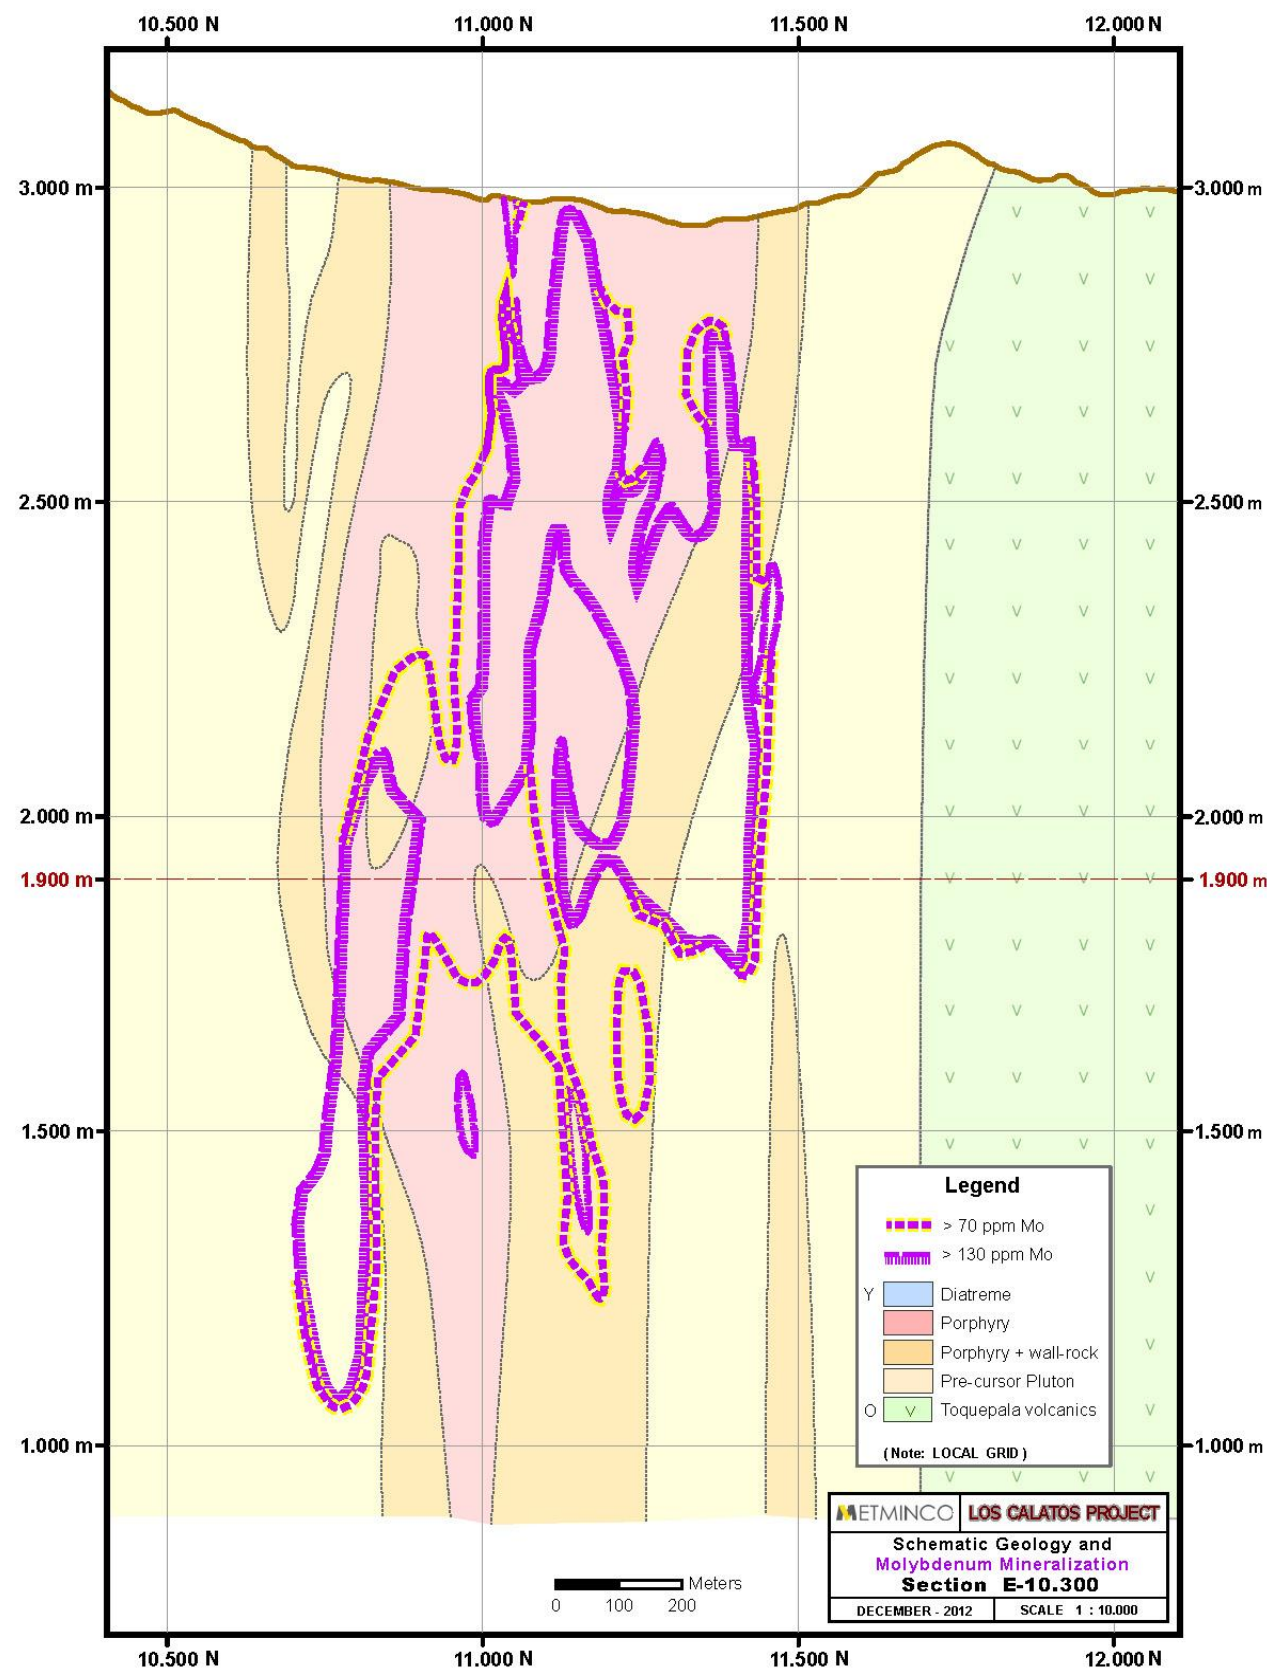 10.500 N 11.000 N 11.500 N 12.000 N
3.000 m 3.000 m
2.500 m 2.500 m
2.000 m 2.000 m
1.900 m 1.900 m
1.500 m 1.500 m
Legend
> 70 ppm Mo
> 130 ppm Mo
Y Diatreme
Porphyry
Porphyry + wall-rock
Pre-cursor Pluton
O V Toquepala volcanics
(Note: LOCAL GRID)
1.000 m 1.000 m
METMINCO LOS CALATOS PROJECT
Schematic Geology and
Molybdenum Mineralization
Section E-10.300
DECEMBER - 2012 SCALE 1 : 10.000
Meters
0 100 200
10.500 N 11.000 N 11.500 N 12.000 N